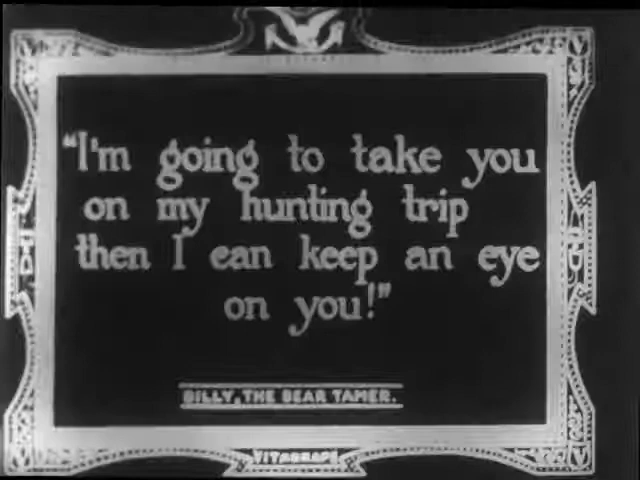 "I'm going to take you
on my hunting trip
then I can keep an eye
on you!"
BILLY, THE BEAR TAMER.
VITAGRAPH